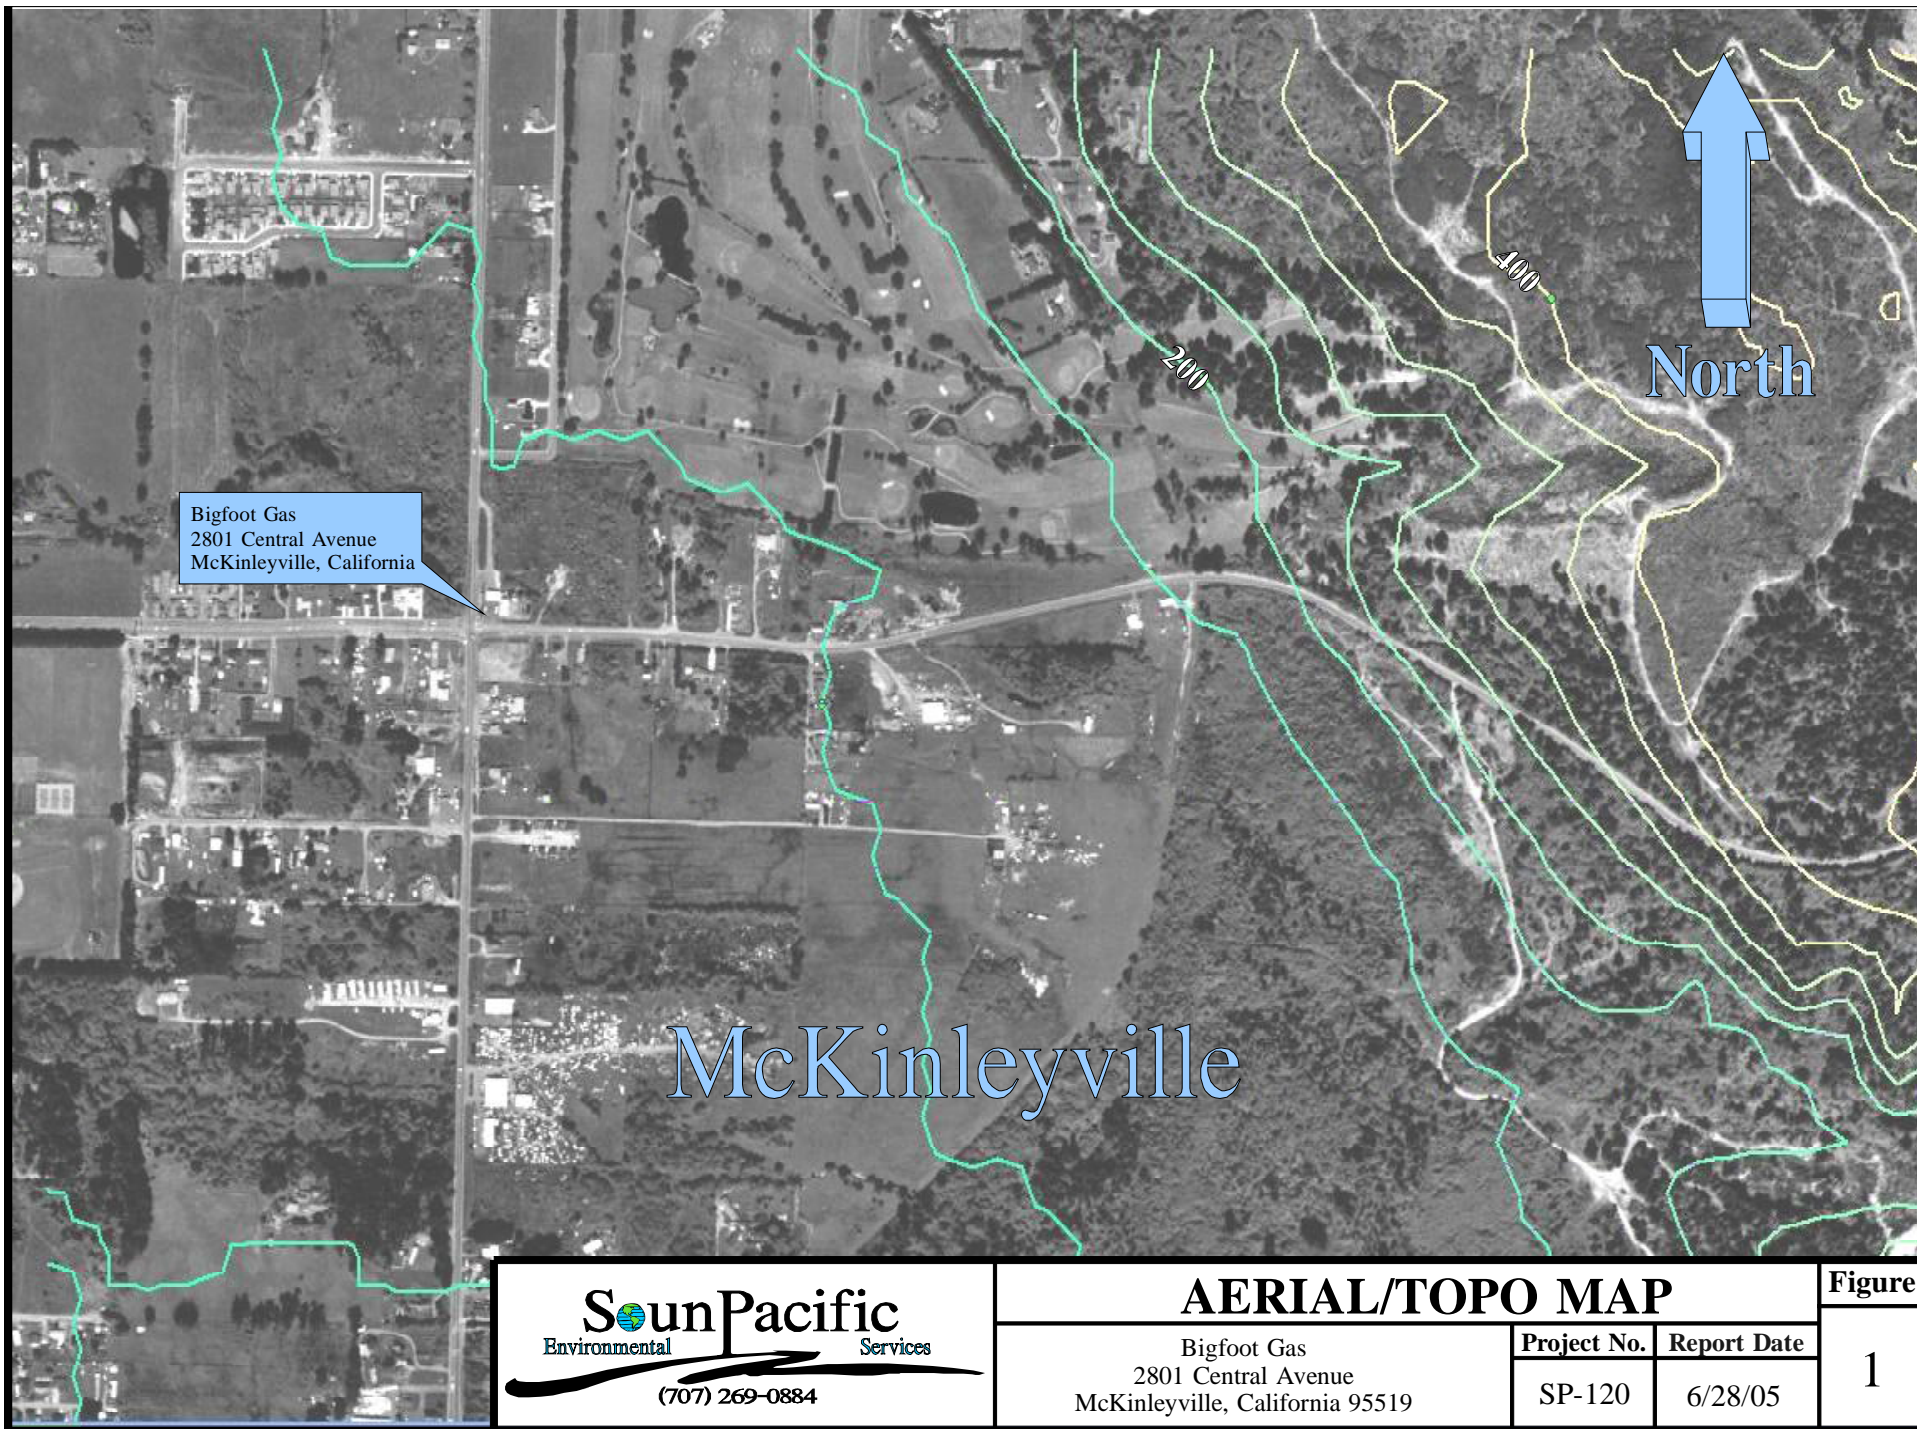 400
North
200
Bigfoot Gas
2801 Central Avenue
McKinleyville, California
McKinleyville
SounPacific
Environmental Services
(707) 269-0884
AERIAL/TOPO MAP
Bigfoot Gas
2801 Central Avenue
McKinleyville, California 95519
Project No.
SP-120
Report Date
6/28/05
Figure
1